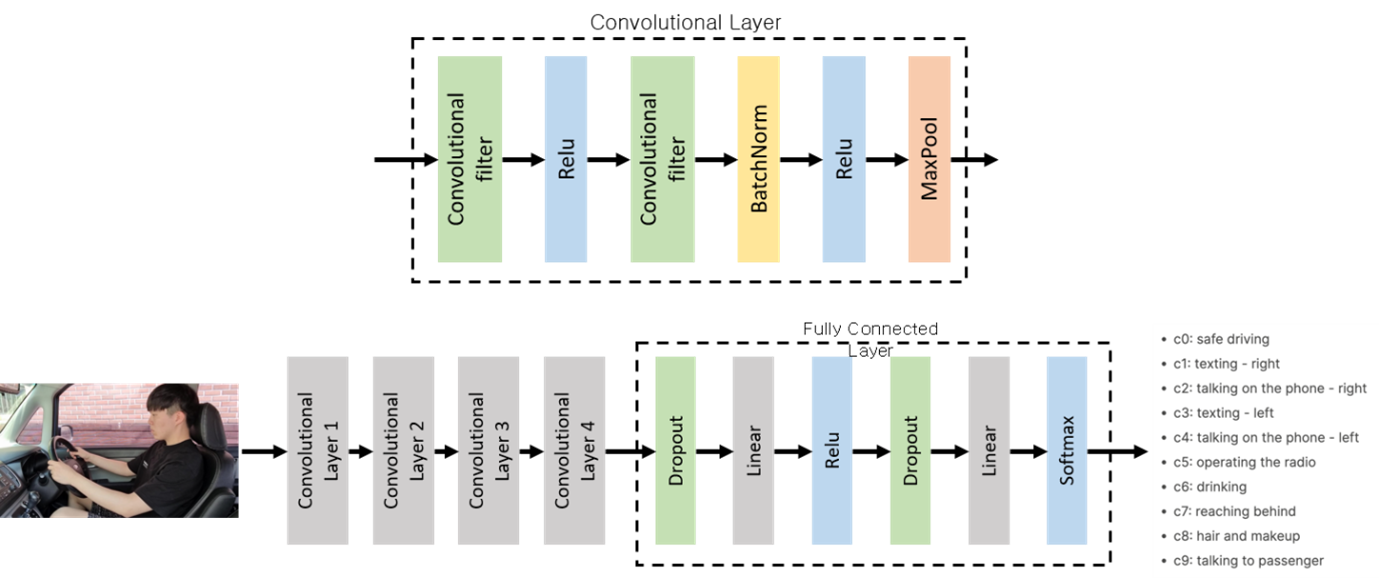 Convolutional Layer
Convolutional
filter
Relu
Convolutional
filter
BatchNorm
Relu
MaxPool
Convolutional
Layer 1
Convolutional
Layer 2
Convolutional
Layer 3
Convolutional
Layer 4
Fully Connected
Layer
Dropout
Linear
Relu
Dropout
Linear
Softmax
• c0: safe driving
• c1: texting - right
• c2: talking on the phone - right
• c3: texting - left
• c4: talking on the phone - left
• c5: operating the radio
• c6: drinking
• c7: reaching behind
• c8: hair and makeup
• c9: talking to passenger